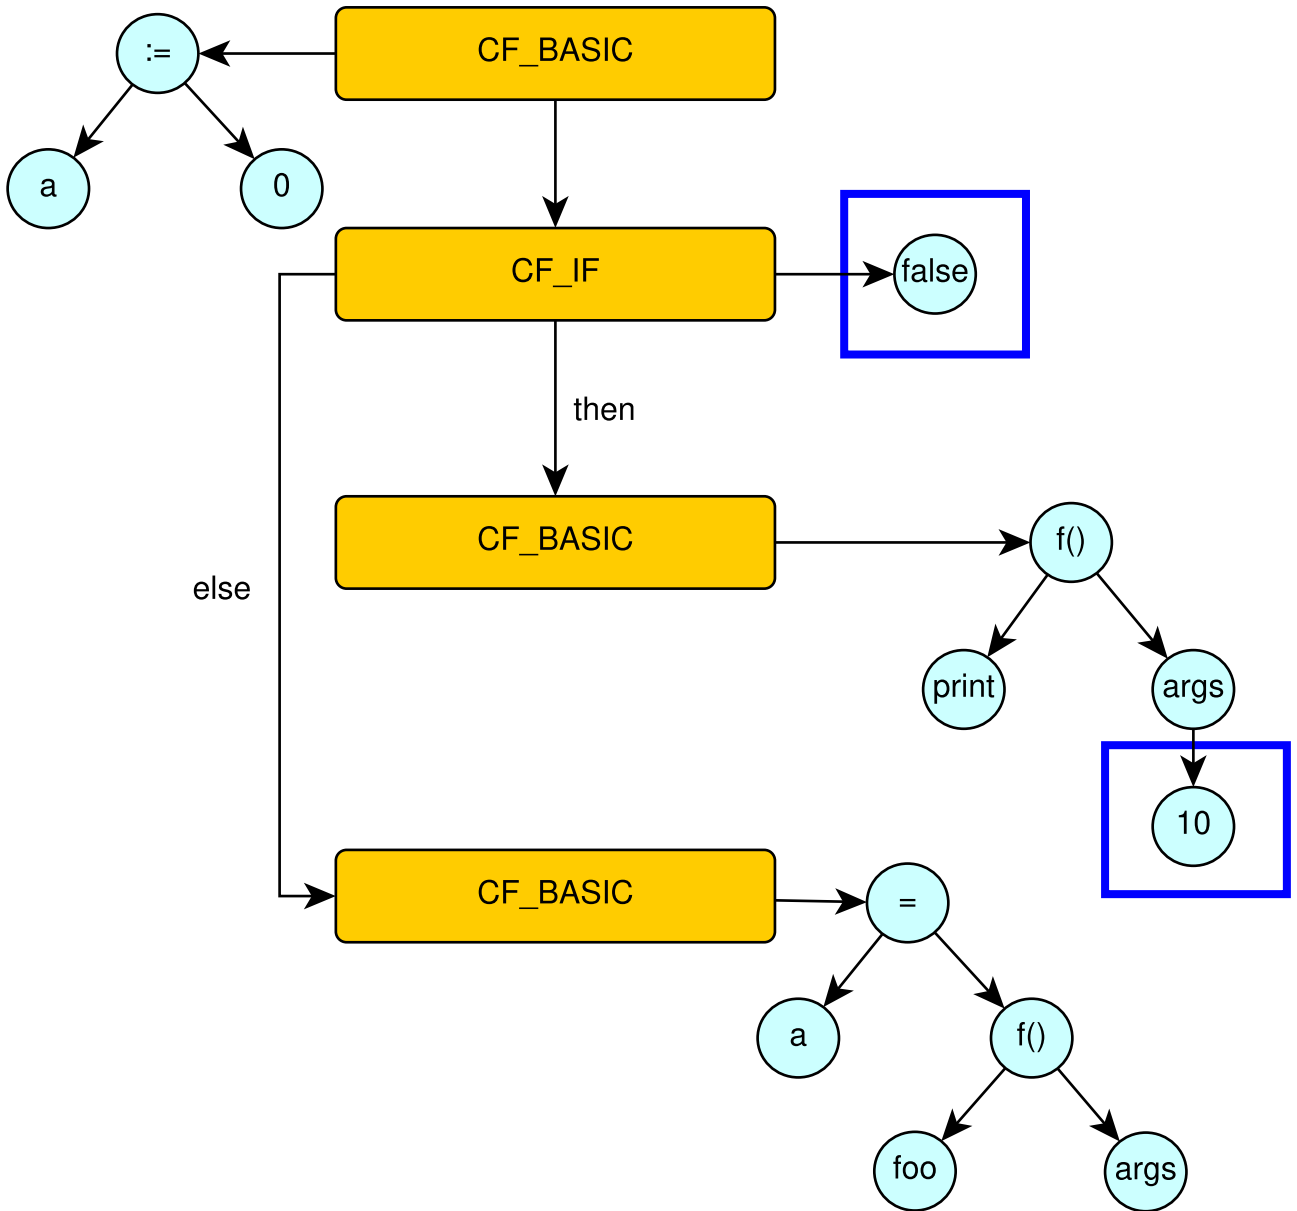 :=
CF_BASIC
a
0
CF_IF
false
then
CF_BASIC
f()
else
print
args
10
CF_BASIC
=
a
f()
foo
args